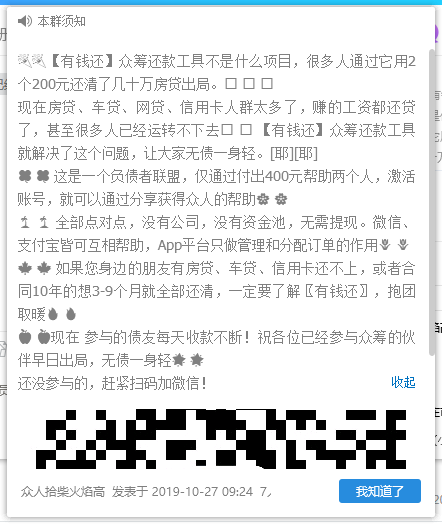 本群须知
【有钱还】众筹还款工具不是什么项目，很多人通过它用2
个200元还清了几十万房贷出局。□ □ □
现在房贷、车贷、网贷、信用卡人群太多了，赚的工资都还贷
了，甚至很多人已经运转不下去□ □ 【有钱还】众筹还款工具
就解决了这个问题，让大家无债一身轻。[耶][耶]
这是一个负债者联盟，仅通过付出400元帮助两个人，激活
账号，就可以通过分享获得众人的帮助
全部点对点，没有公司，没有资金池，无需提现。微信、
支付宝皆可互相帮助，App平台只做管理和分配订单的作用
如果您身边的朋友有房贷、车贷、信用卡还不上，或者合
同10年的想3-9个月就全部还清，一定要了解〖有钱还〗，抱团
取暖
现在 参与的债友每天收款不断！祝各位已经参与众筹的伙
伴早日出局，无债一身轻
还没参与的，赶紧扫码加微信！
收起
众人拾柴火焰高 发表于 2019-10-27 09:24
我知道了